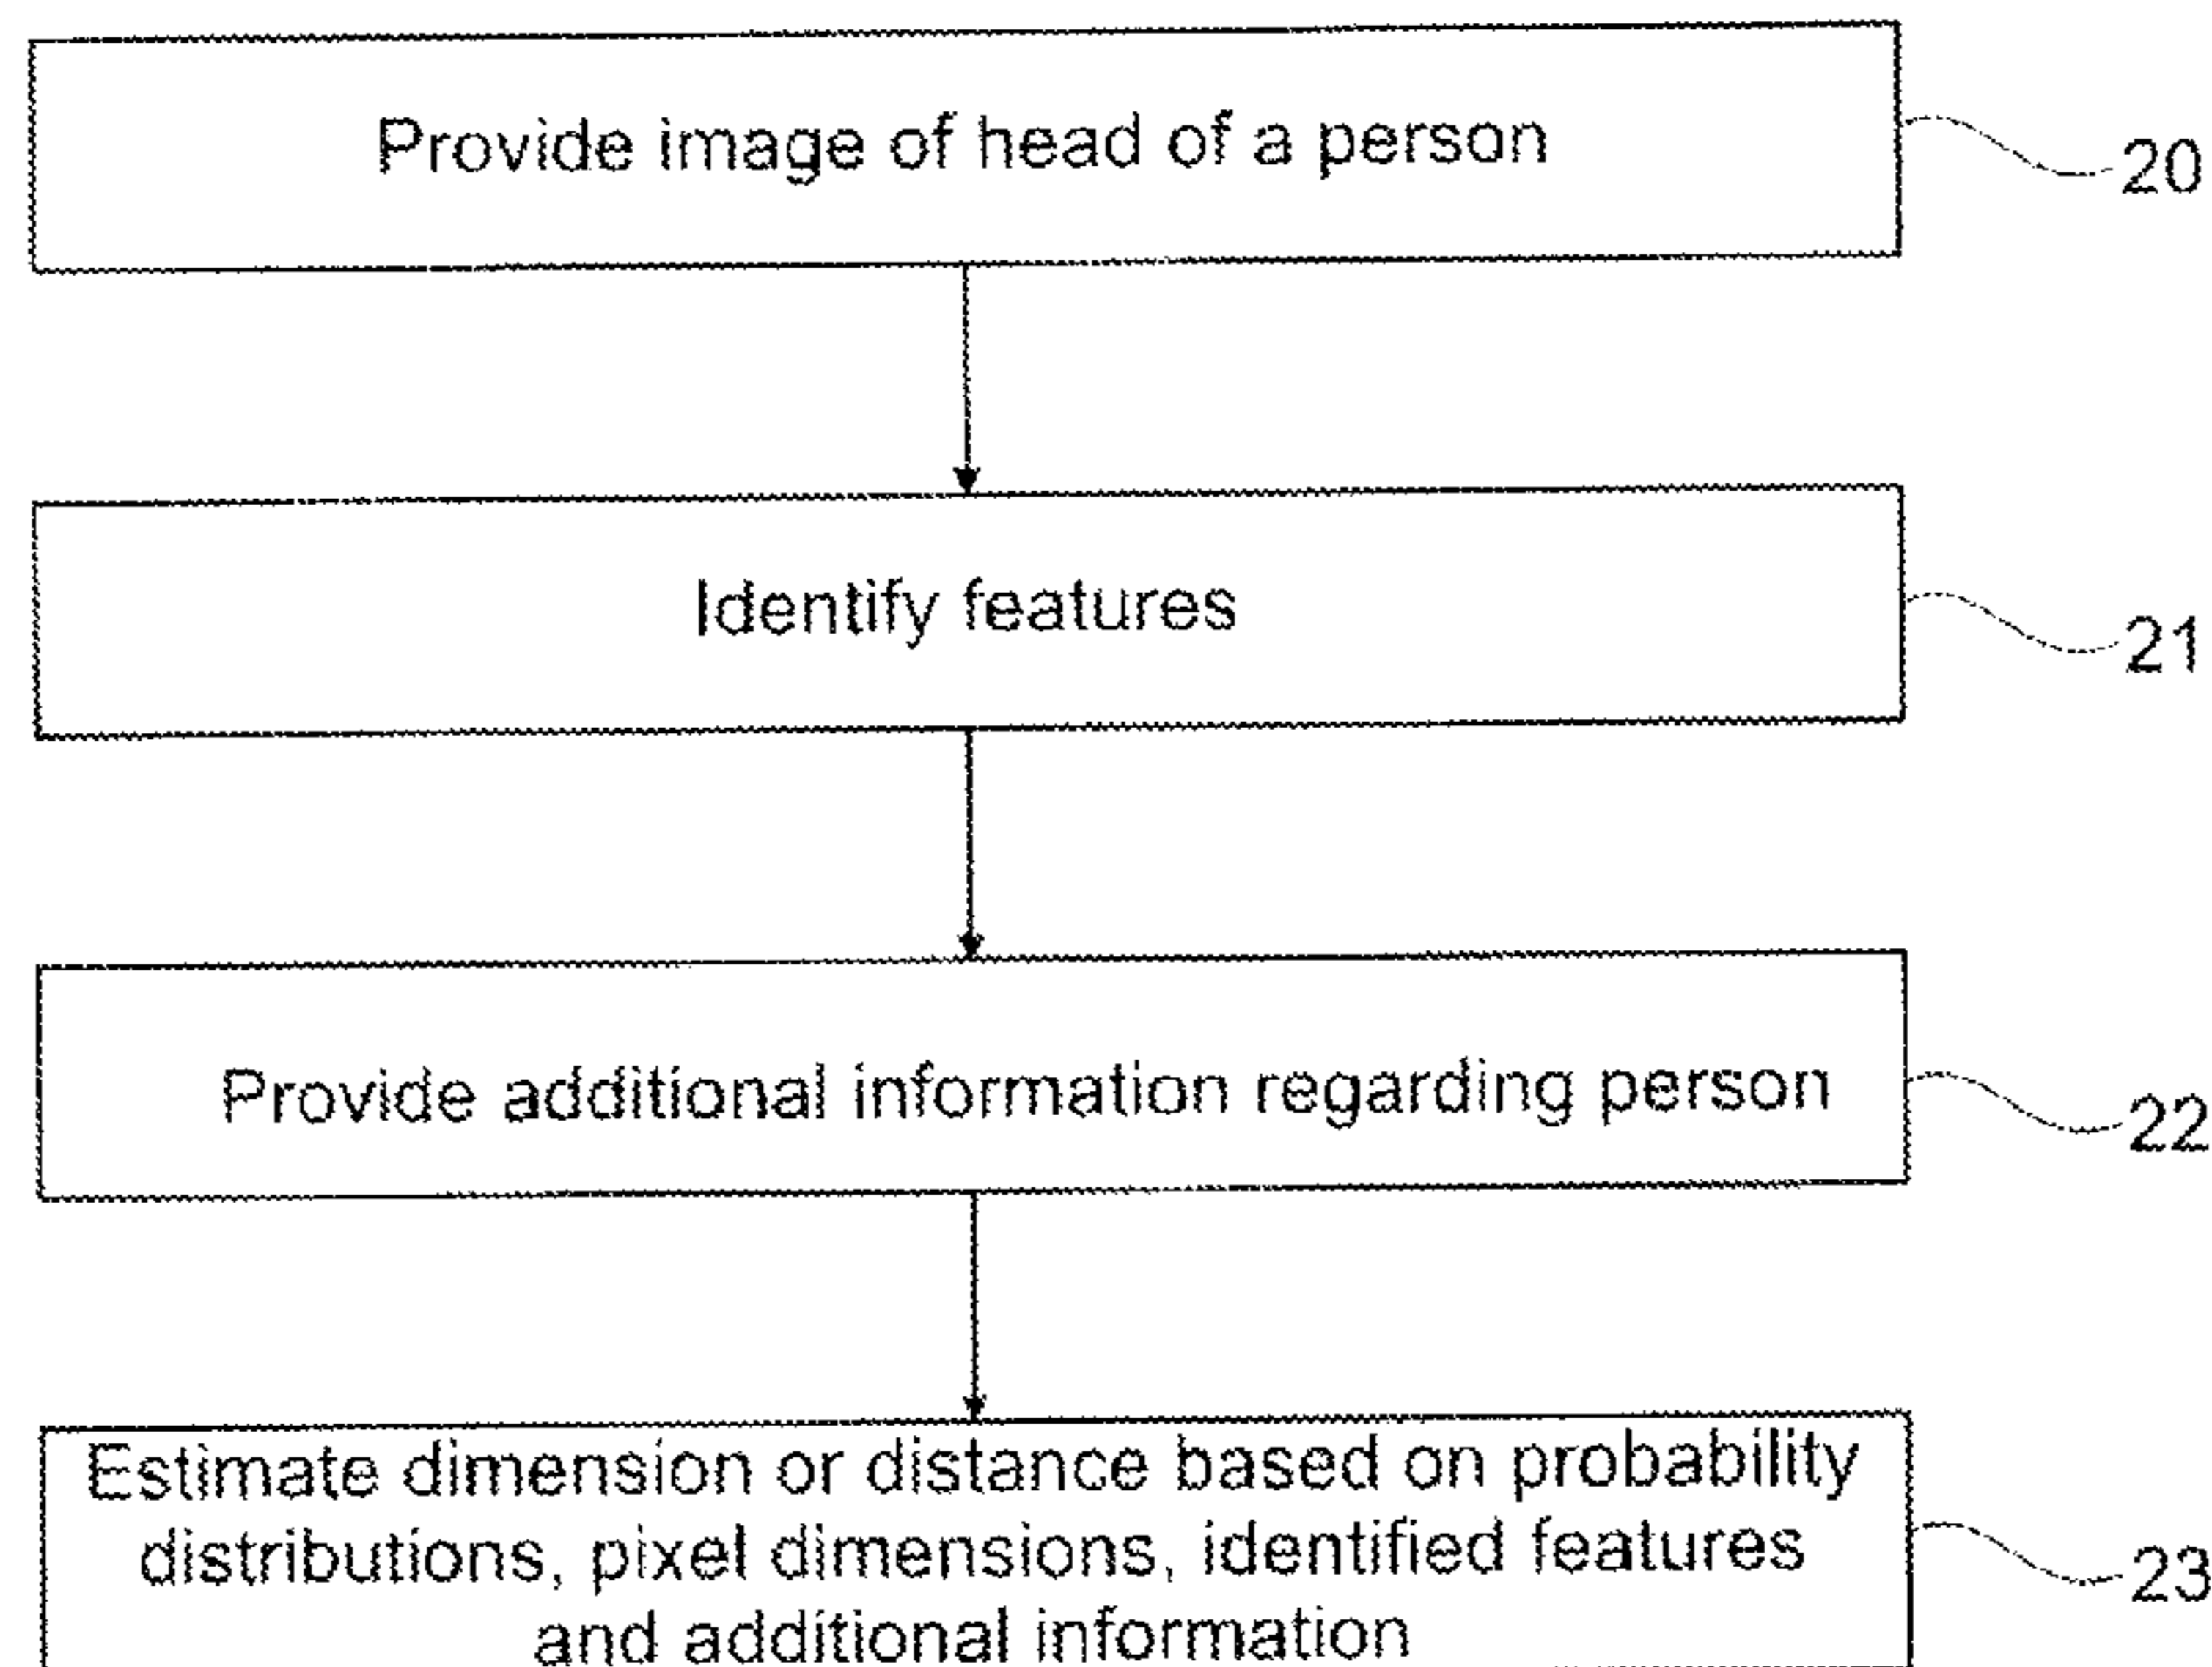 Provide image of head of a person
20
Identify features
21
Provide additional information regarding person
22
Estimate dimension or distance based on probability
distributions, pixel dimensions, identified features
and additional information
23